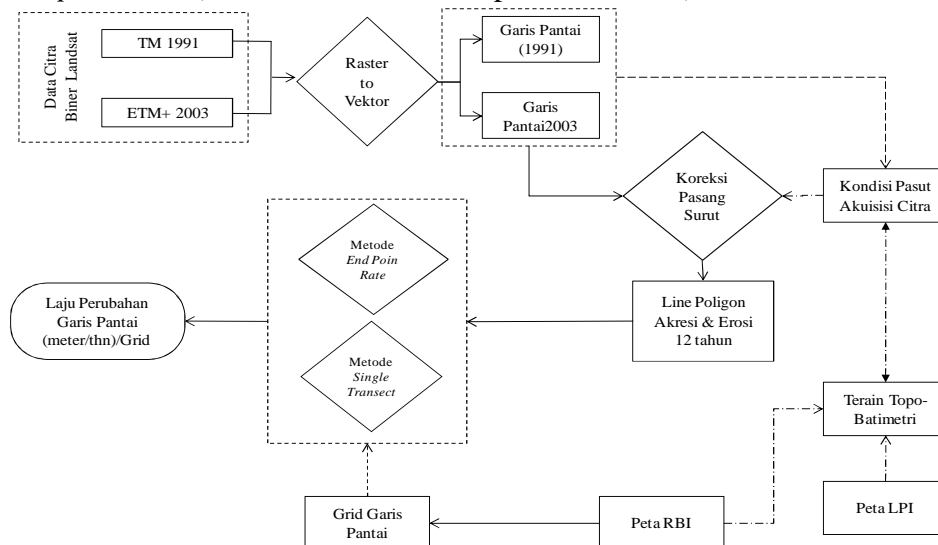 Data Citra
Biner Landsat
TM 1991
ETM+ 2003
Raster
to
Vektor
Garis Pantai
(1991)
Garis
Pantai2003
Koreksi
Pasang
Surut
Kondisi Pasut
Akuisisi Citra
Metode
End Poin
Rate
Metode
Single
Transect
Laju Perubahan
Garis Pantai
(meter/thn)/Grid
Line Poligon
Akresi & Erosi
12 tahun
Terain Topo-
Batimetri
Grid Garis
Pantai
Peta RBI
Peta LPI